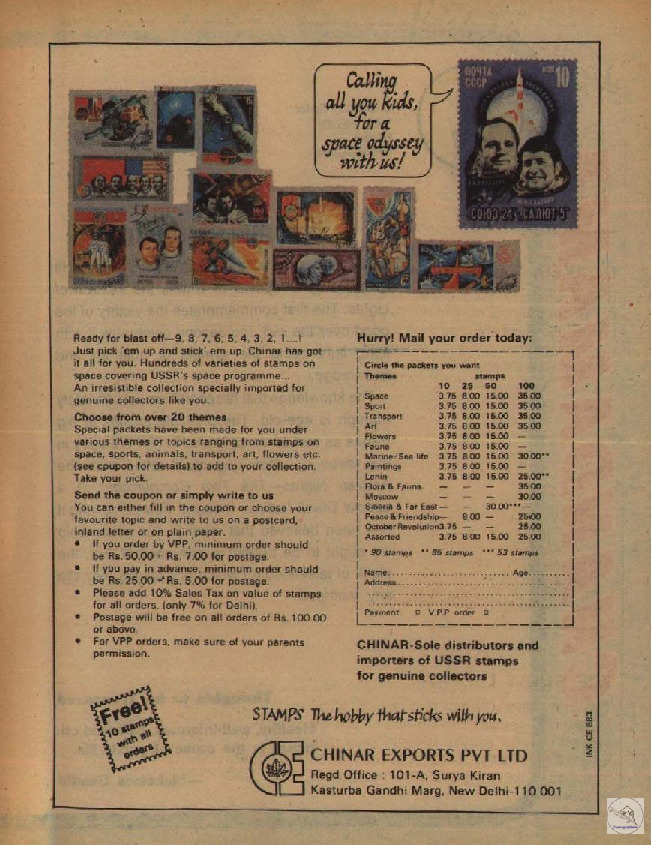 Calling
all you kids,
for a
space odyssey
with us!
ПОЧТА
СССР
10
СОЮЗ-24 - САЛЮТ-5
Ready for blast off—9, 8, 7, 6, 5, 4, 3, 2, 1....!
Just pick 'em up and stick' em up. Chinar has got
it all for you. Hundreds of varieties of stamps on
space covering USSR's space programme...
An irresistible collection specially imported for
genuine collectors like you.
Choose from over 20 themes
Special packets have been made for you under
various themes or topics ranging from stamps on
space, sports, animals, transport, art, flowers etc.
(see coupon for details) to add to your collection.
Take your pick.
Send the coupon or simply write to us
You can either fill in the coupon or choose your
favourite topic and write to us on a postcard,
inland letter or on plain paper.
• If you order by VPP, minimum order should
be Rs. 50.00 + Rs. 7.00 for postage.
• If you pay in advance, minimum order should
be Rs. 25.00 + Rs. 5.00 for postage.
• Please add 10% Sales Tax on value of stamps
for all orders. (only 7% for Delhi).
• Postage will be free on all orders of Rs. 100.00
or above.
• For VPP orders, make sure of your parents
permission.
Hurry! Mail your order today:
Circle the packets you want
Themes stamps
10 25 50 100
Space 3.75 8.00 15.00 35.00
Sport 3.75 8.00 15.00 35.00
Transport 3.75 8.00 15.00 35.00
Art 3.75 8.00 15.00 35.00
Flowers 3.75 8.00 15.00 —
Fauna 3.75 8.00 15.00 —
Marine/Sea life 3.75 8.00 15.00 30.00**
Paintings 3.75 8.00 15.00 —
Lenin 3.75 8.00 15.00 25.00**
Flora & Fauna — — — 35.00
Moscow — — — 30.00
Siberia & Far East — — 30.00*** —
Peace & Friendship — 8.00 — 25.00
October Revolution 3.75 — — 25.00
Assorted 3.75 8.00 15.00 25.00
* 90 stamps ** 85 stamps *** 53 stamps
Name Age
Address
Payment V.P.P order
CHINAR-Sole distributors and
importers of USSR stamps
for genuine collectors
Free!
10 stamps
with all
orders
STAMPS The hobby that sticks with you.
CHINAR EXPORTS PVT LTD
Regd Office : 101-A, Surya Kiran
Kasturba Gandhi Marg, New Delhi-110 001
INK-CE 883